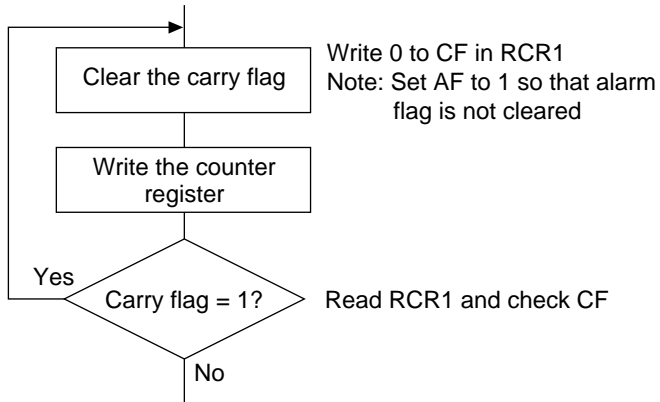 Clear the carry flag
Write 0 to CF in RCR1
Note: Set AF to 1 so that alarm
flag is not cleared
Write the counter
register
Yes
Carry flag = 1?
Read RCR1 and check CF
No